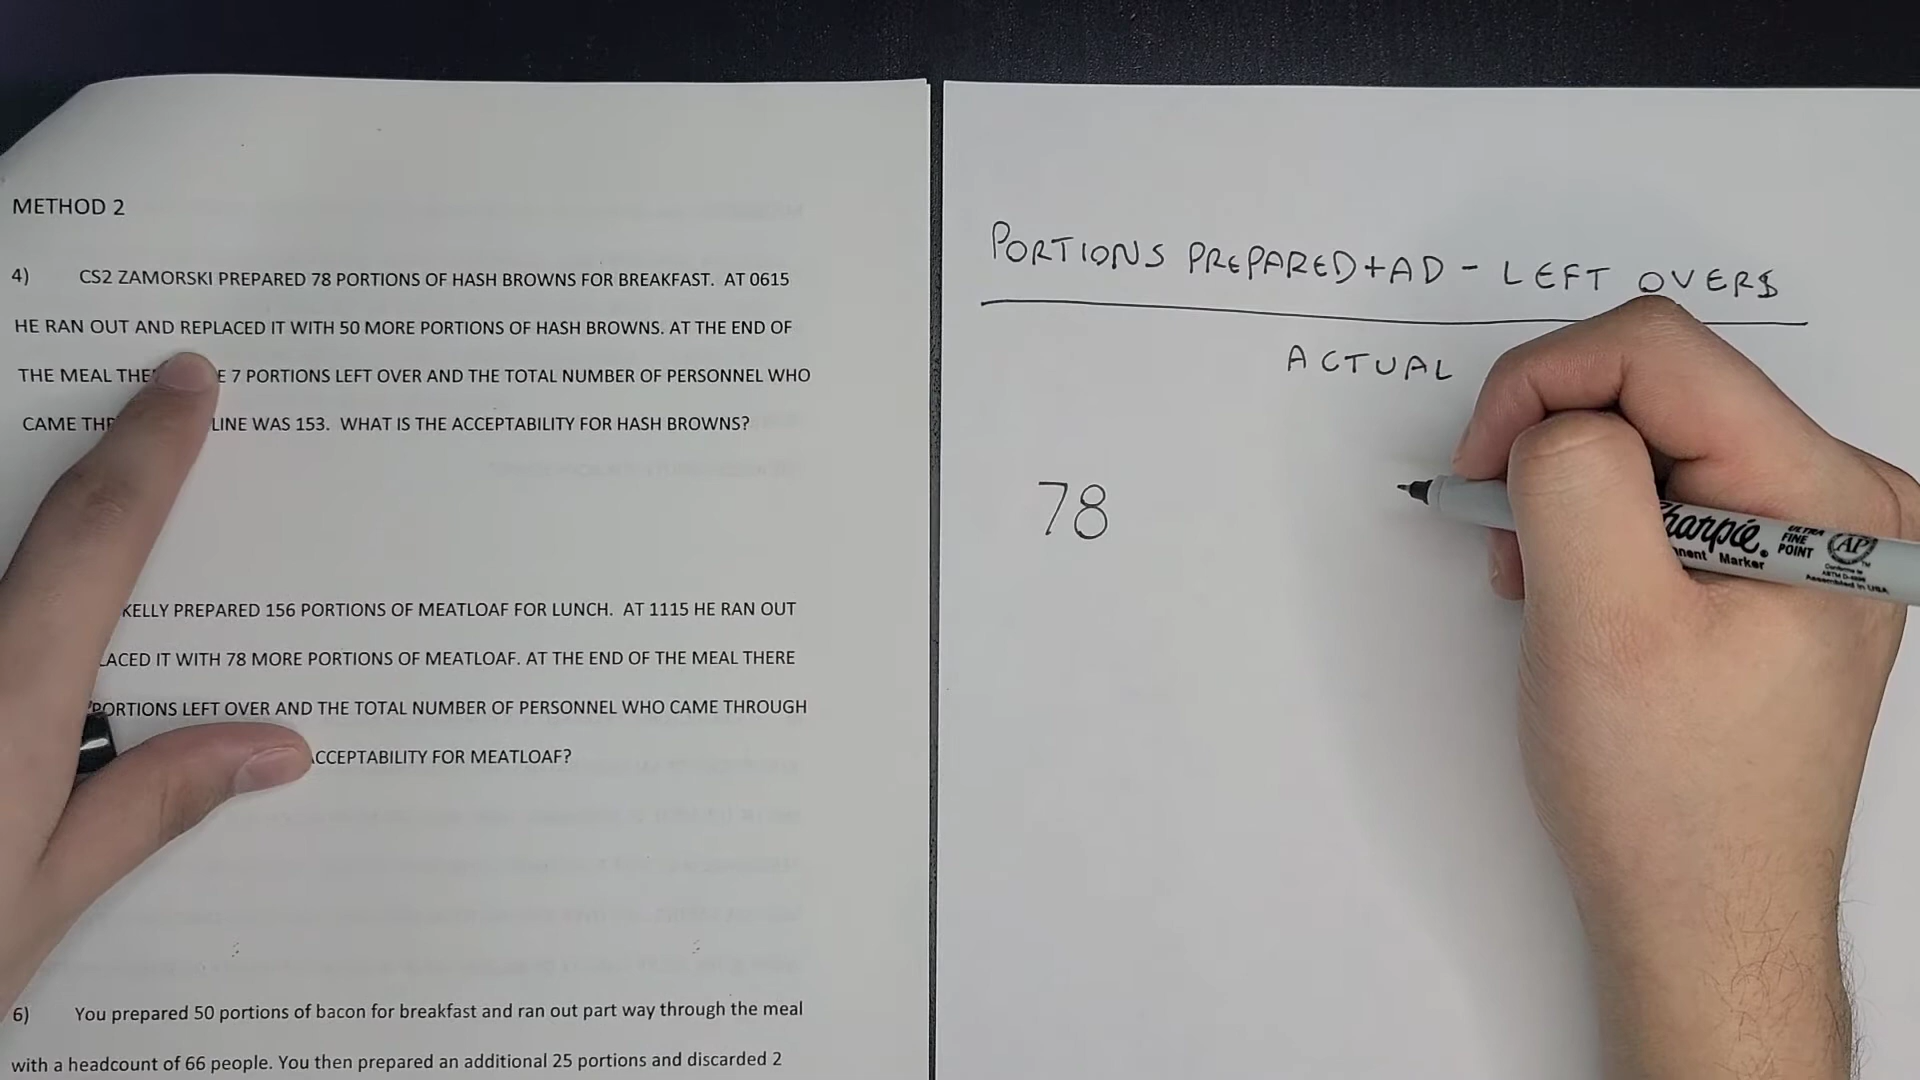 METHOD 2
4) CS2 ZAMORSKI PREPARED 78 PORTIONS OF HASH BROWNS FOR BREAKFAST. AT 0615
HE RAN OUT AND REPLACED IT WITH 50 MORE PORTIONS OF HASH BROWNS. AT THE END OF
THE MEAL 7 PORTIONS LEFT OVER AND THE TOTAL NUMBER OF PERSONNEL WHO
CAME LINE WAS 153. WHAT IS THE ACCEPTABILITY FOR HASH BROWNS?
KELLY PREPARED 156 PORTIONS OF MEATLOAF FOR LUNCH. AT 1115 HE RAN OUT
LACED IT WITH 78 MORE PORTIONS OF MEATLOAF. AT THE END OF THE MEAL THERE
PORTIONS LEFT OVER AND THE TOTAL NUMBER OF PERSONNEL WHO CAME THROUGH
ACCEPTABILITY FOR MEATLOAF?
6) You prepared 50 portions of bacon for breakfast and ran out part way through the meal
with a headcount of 66 people. You then prepared an additional 25 portions and discarded 2
PORTIONS PREPARED+AD - LEFT OVERS
ACTUAL
78
Sharpie.
Marker
ULTRA
FINE
POINT
AP